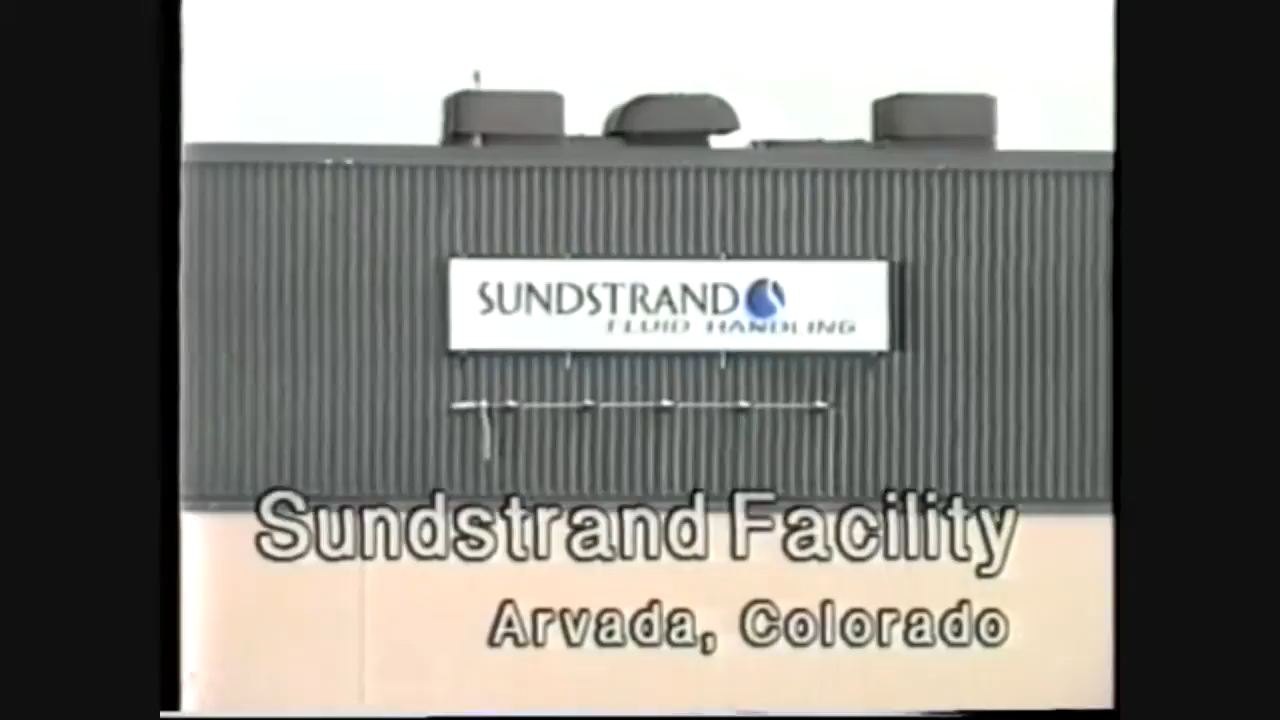 SUNDSTRAND
FLUID HANDLING
Sundstrand Facility
Arvada, Colorado